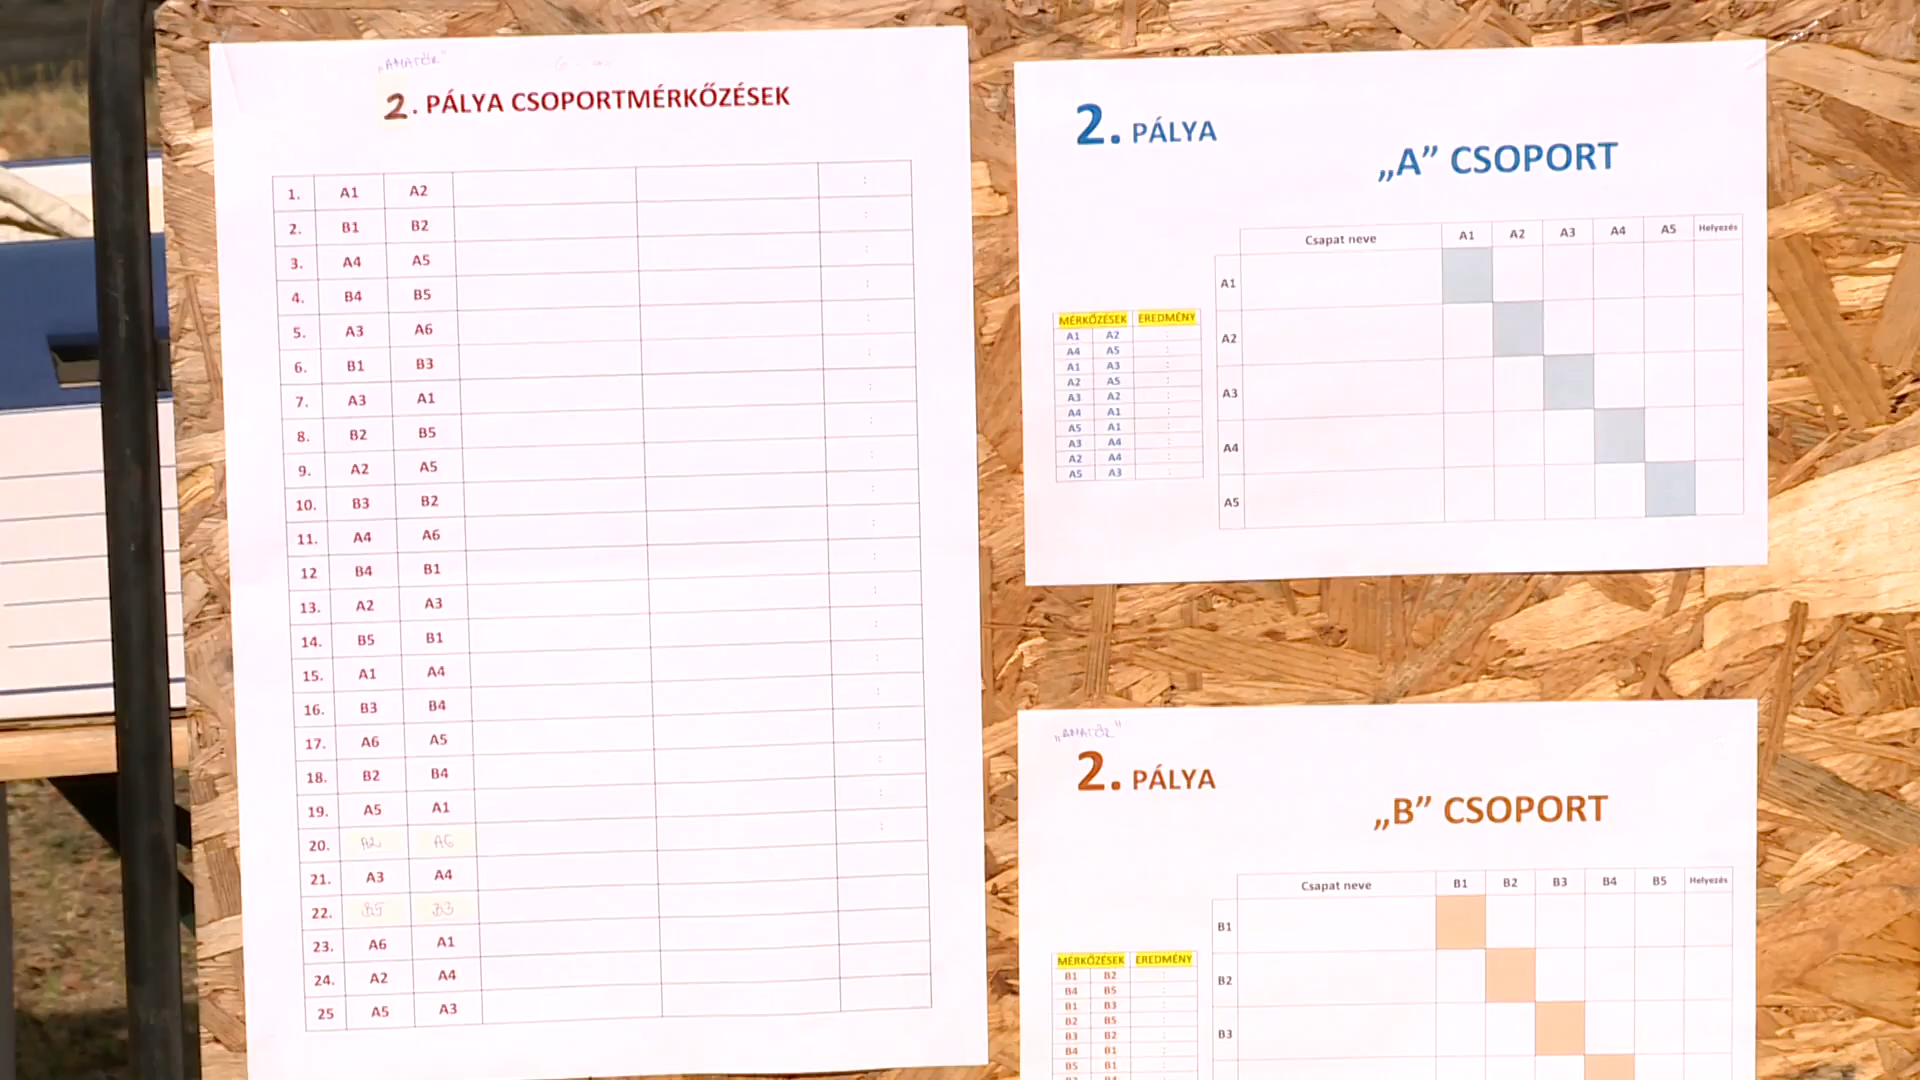 „AMATŐR"
2. PÁLYA CSOPORTMÉRKŐZÉSEK
1. A1 A2 :
2. B1 B2 :
3. A4 A5 :
4. B4 B5 :
5. A3 A6 :
6. B1 B3 :
7. A3 A1 :
8. B2 B5 :
9. A2 A5 :
10. B3 B2 :
11. A4 A6 :
12 B4 B1 :
13. A2 A3 :
14. B5 B1 :
15. A1 A4 :
16. B3 B4 :
17. A6 A5 :
18. B2 B4 :
19. A5 A1 :
20. A2 A6 :
21. A3 A4
22. B5 B3
23. A6 A1
24. A2 A4
25 A5 A3
2. PÁLYA
„A” CSOPORT
MÉRKŐZÉSEK EREDMÉNY
A1 A2 :
A4 A5 :
A1 A3 :
A2 A5 :
A3 A2 :
A4 A1 :
A5 A1 :
A3 A4 :
A2 A4 :
A5 A3 :
Csapat neve A1 A2 A3 A4 A5 Helyezés
A1
A2
A3
A4
A5
„AMATŐR"
2. PÁLYA
„B” CSOPORT
MÉRKŐZÉSEK EREDMÉNY
B1 B2 :
B4 B5 :
B1 B3 :
B2 B5 :
B3 B2 :
B4 B1 :
B5 B1 :
Csapat neve B1 B2 B3 B4 B5 Helyezés
B1
B2
B3